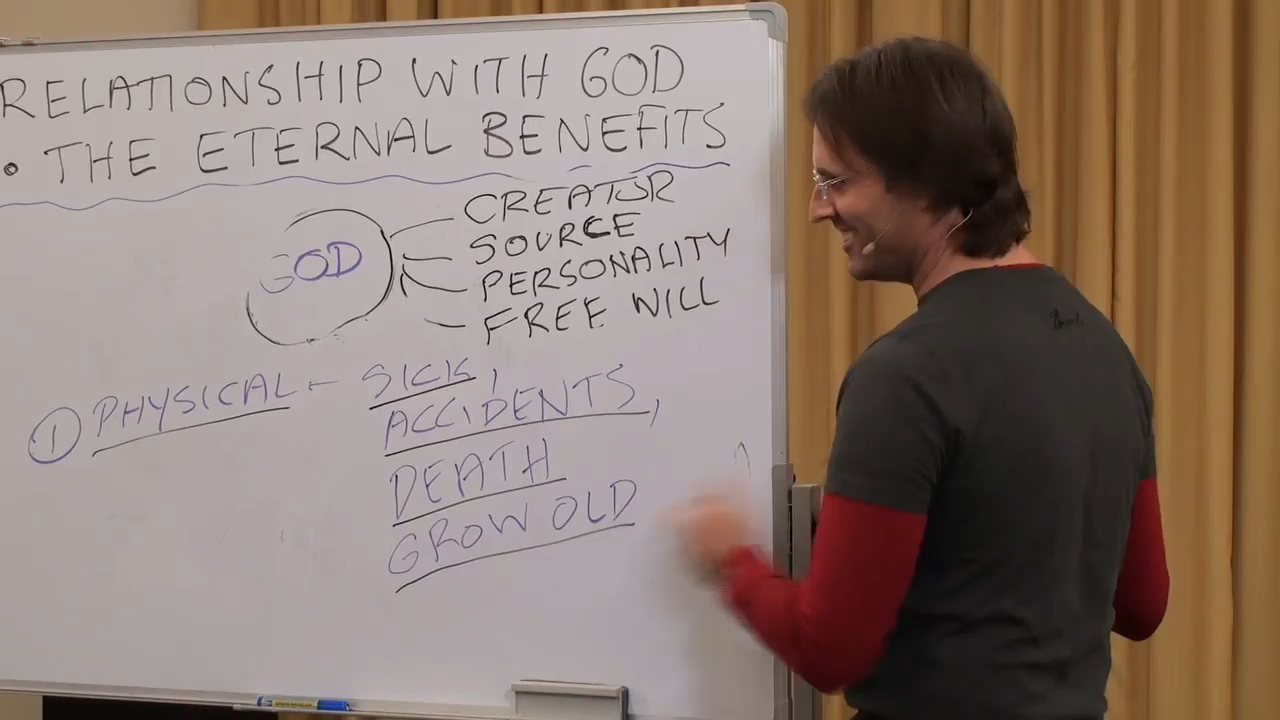 RELATIONSHIP WITH GOD
• THE ETERNAL BENEFITS
GOD
CREATOR
SOURCE
PERSONALITY
FREE WILL
① PHYSICAL - SICK,
ACCIDENTS,
DEATH
GROW OLD